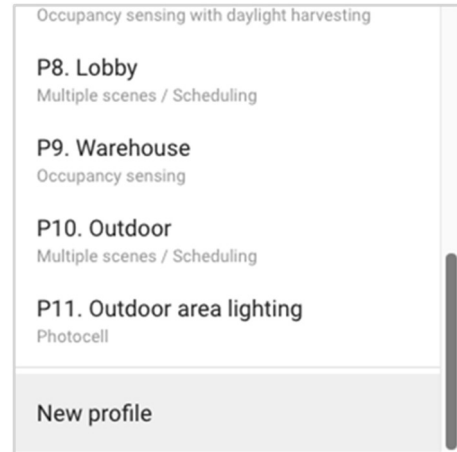 Occupancy sensing with daylight harvesting
P8. Lobby
Multiple scenes / Scheduling
P9. Warehouse
Occupancy sensing
P10. Outdoor
Multiple scenes / Scheduling
P11. Outdoor area lighting
Photocell
New profile